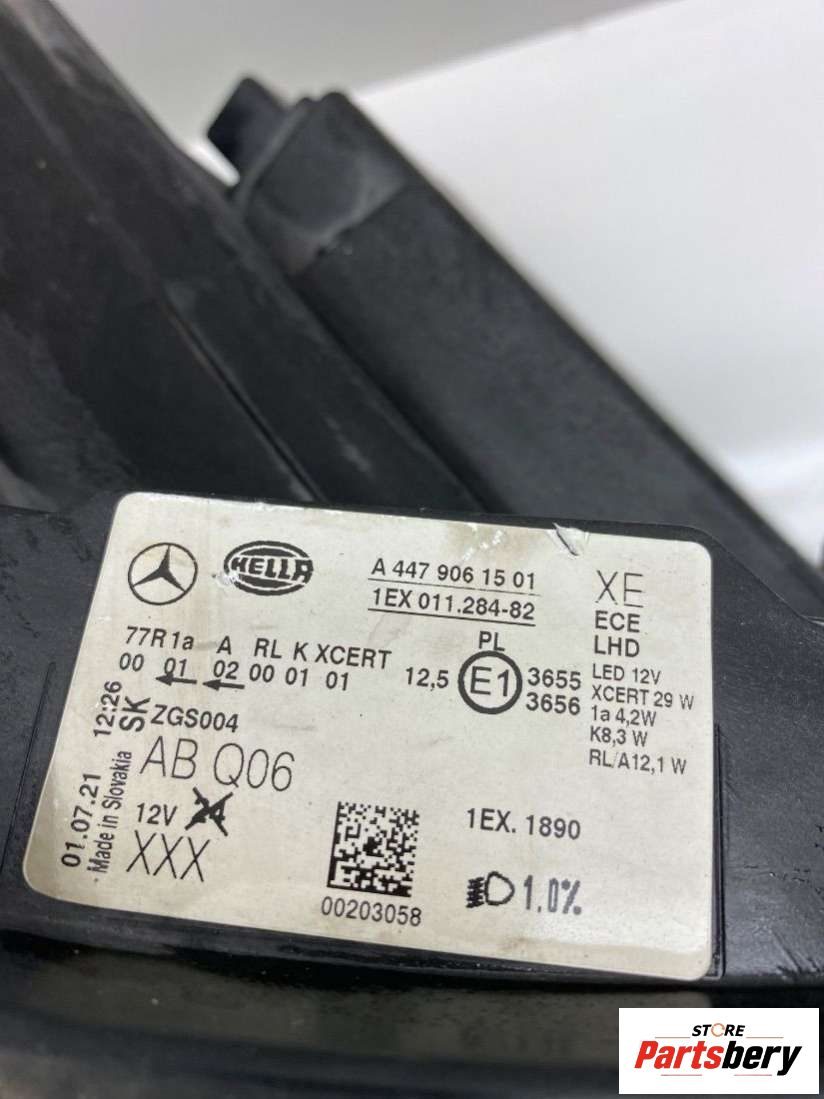 HELLA
A 447 906 15 01
1EX 011.284-82
XE
ECE
LHD
LED 12V
XCERT 29 W
1a 4,2W
K8,3 W
RL/A12,1 W
PL
77R1a A RL K XCERT
00 01 02 00 01 01
12,5
E1
3655
3656
01.07.21 12:26
Made in Slovakia SK
ZGS004
AB Q06
12V 24
XXX
00203058
1EX. 1890
1.0%
STORE
Partsbery